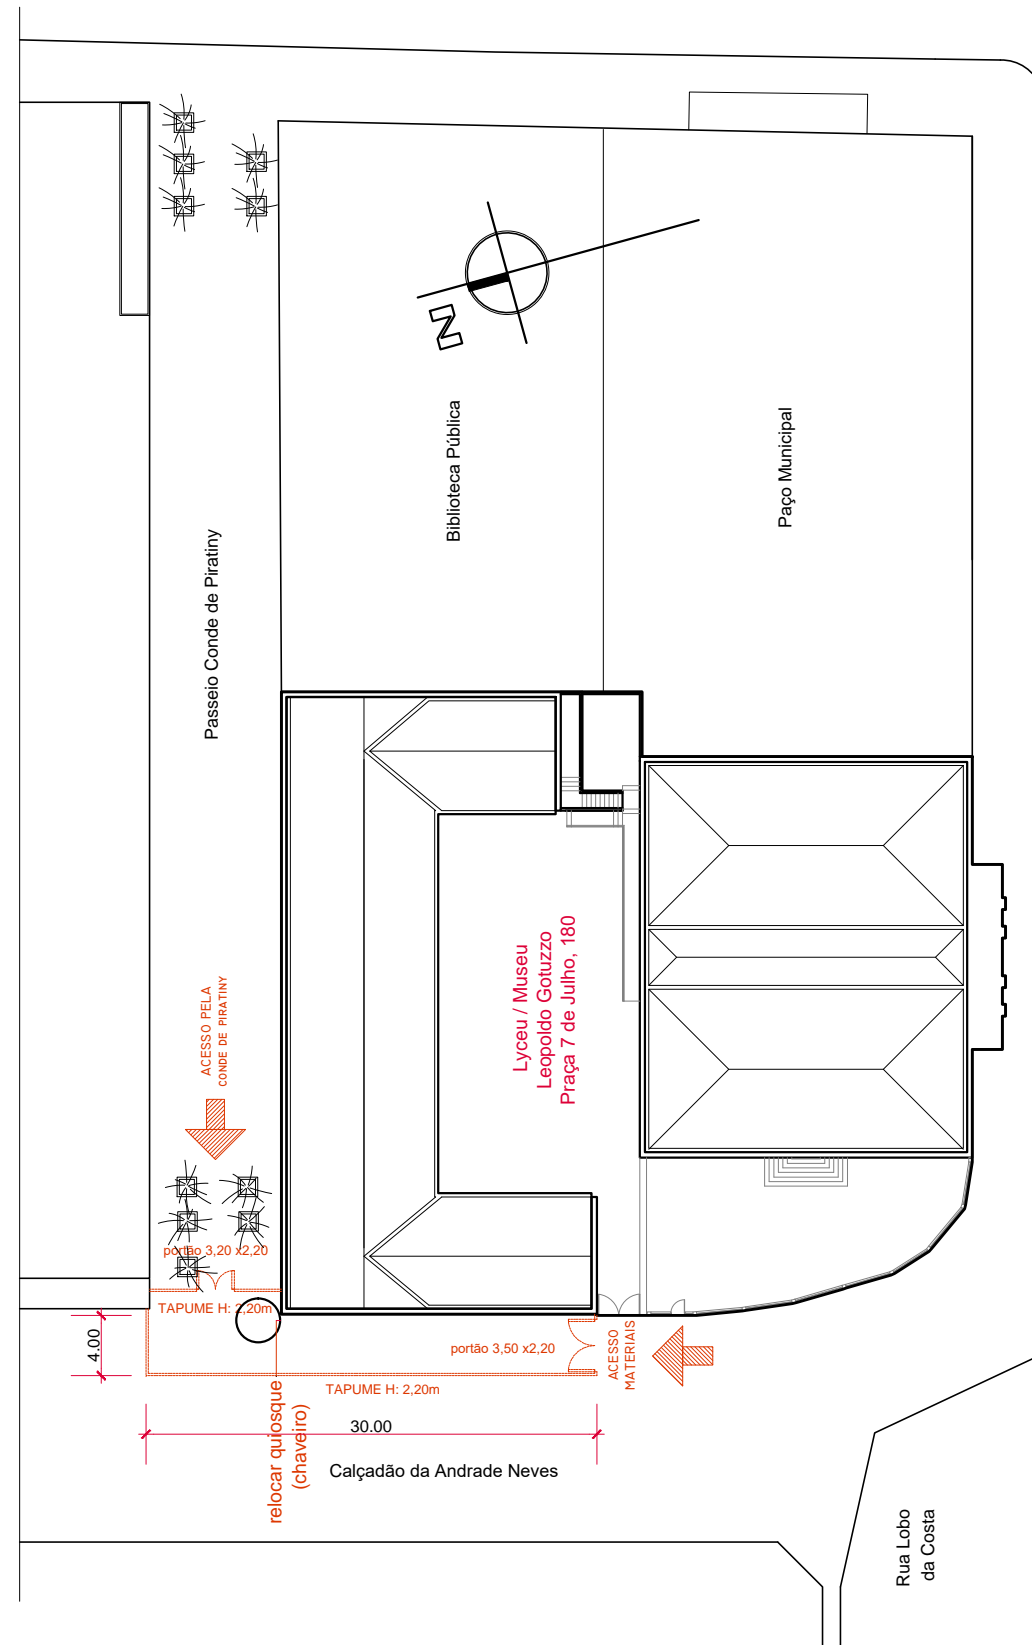 N
Biblioteca Pública
Paço Municipal
Passeio Conde de Piratiny
Lyceu / Museu
Leopoldo Gotuzzo
Praça 7 de Julho, 180
ACESSO PELA
CONDE DE PIRATINY
portão 3,20 x2,20
TAPUME H: 2,20m
4.00
portão 3,50 x2,20
ACESSO
MATERIAIS
TAPUME H: 2,20m
relocar quiosque
(chaveiro)
30.00
Calçadão da Andrade Neves
Rua Lobo
da Costa